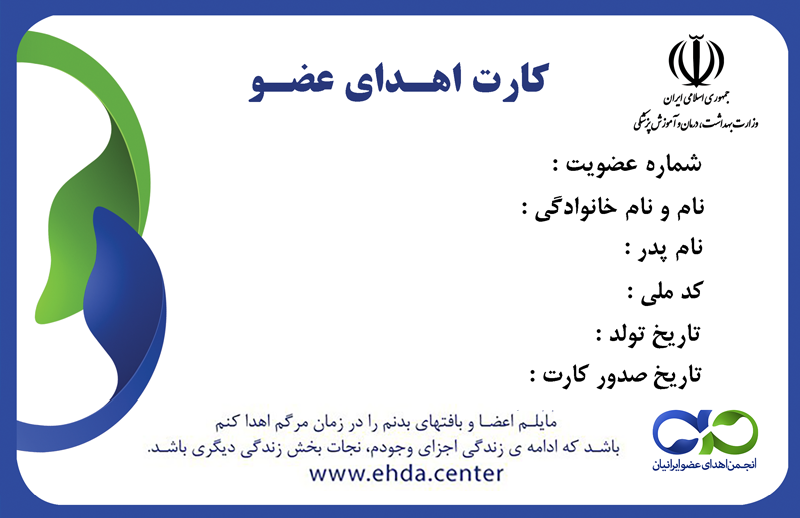 کارت اهـــدای عضـــو
جمهوری اسلامی ایران
وزارت بهداشت، درمان و آموزش پزشکی
شماره عضویت :
نام و نام خانوادگی :
نام پدر :
کد ملی :
تاریخ تولد :
تاریخ صدور کارت :
مایلم اعضا و بافتهای بدنم را در زمان مرگم اهدا کنم
باشد که ادامه ی زندگی اجزای وجودم، نجات بخش زندگی دیگری باشد.
www.ehda.center
انجمن اهدای عضو ایرانیان